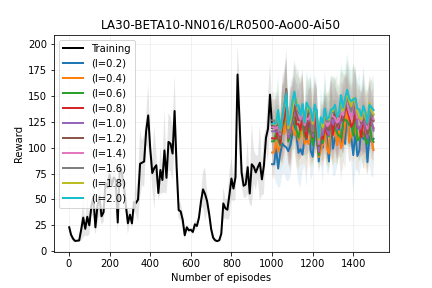 LA30-BETA10-NN016/LR0500-Ao00-Ai50
Reward
200
175
150
125
100
75
50
25
0
Training
(l=0.2)
(l=0.4)
(l=0.6)
(l=0.8)
(l=1.0)
(l=1.2)
(l=1.4)
(l=1.6)
(l=1.8)
(l=2.0)
0 200 400 600 800 1000 1200 1400
Number of episodes